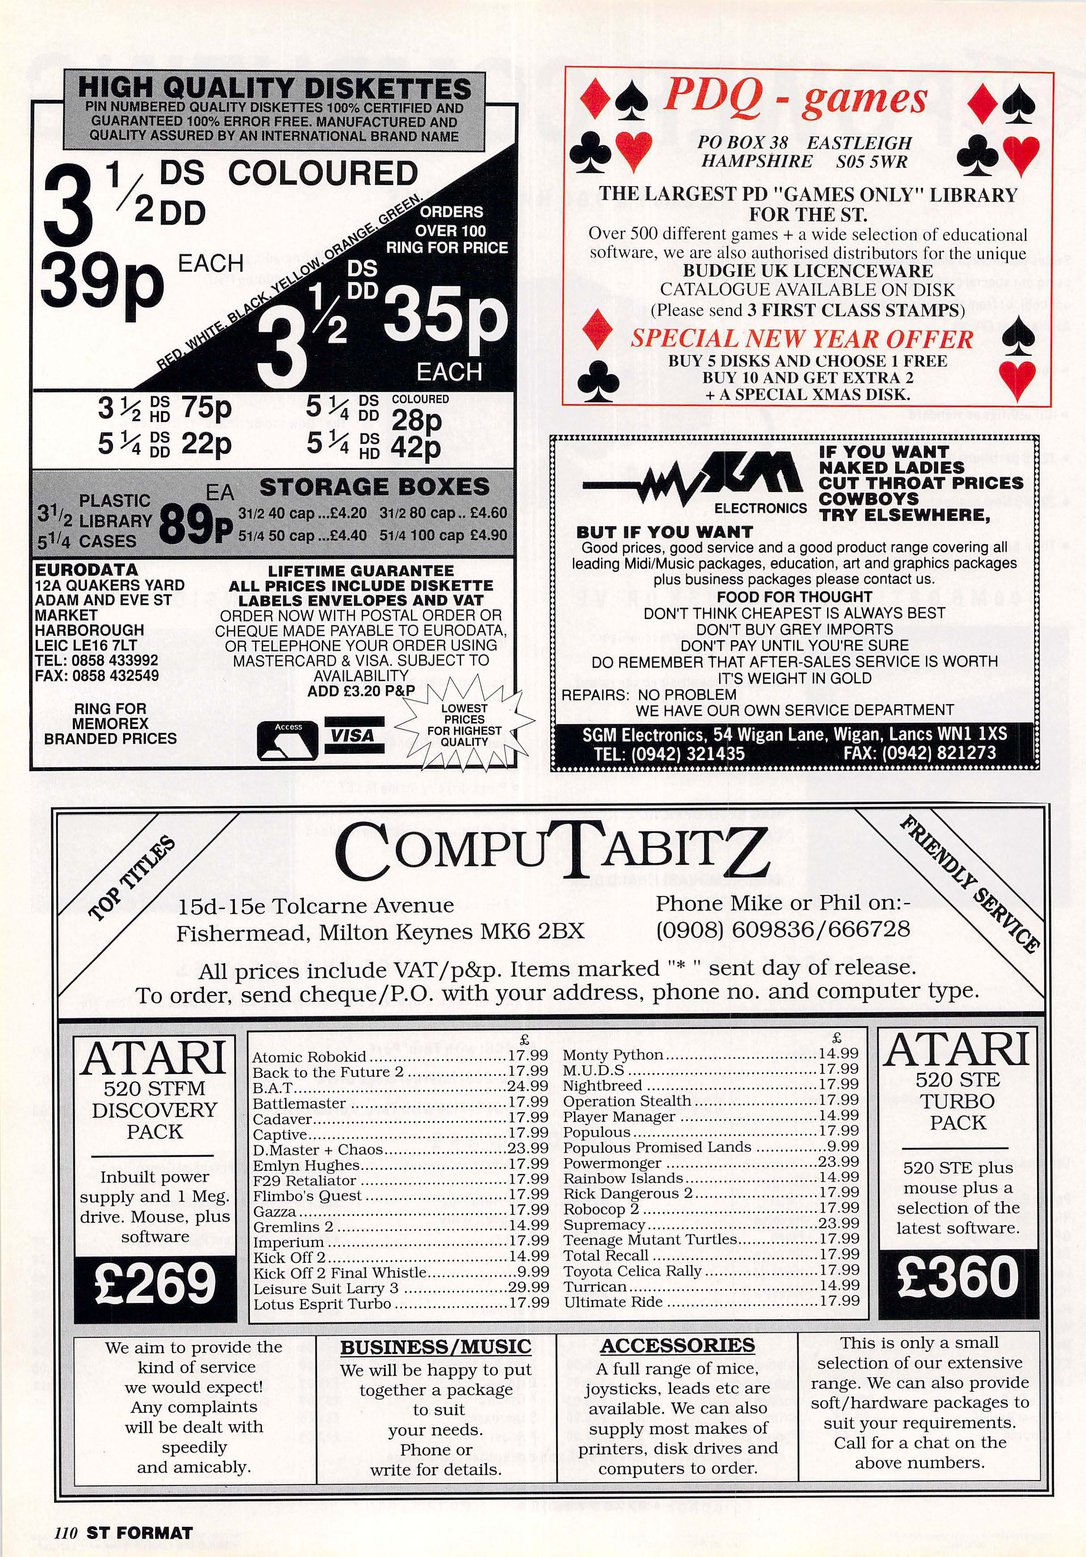 HIGH QUALITY DISKETTES
PIN NUMBERED QUALITY DISKETTES 100% CERTIFIED AND
GUARANTEED 100% ERROR FREE. MANUFACTURED AND
QUALITY ASSURED BY AN INTERNATIONAL BRAND NAME
3 1/2 DS DD COLOURED
39p EACH
RED, WHITE, BLACK, YELLOW, ORANGE, GREEN.
ORDERS
OVER 100
RING FOR PRICE
3 1/2 DS DD 35p
EACH
3 1/2 DS HD 75p
5 1/4 DS DD COLOURED 28p
5 1/4 DS DD 22p
5 1/4 DS HD 42p
3 1/2 5 1/4 PLASTIC LIBRARY CASES
EA 89p
STORAGE BOXES
31/2 40 cap ...£4.20 31/2 80 cap .. £4.60
51/4 50 cap ...£4.40 51/4 100 cap £4.90
EURODATA
12A QUAKERS YARD
ADAM AND EVE ST
MARKET
HARBOROUGH
LEIC LE16 7LT
TEL: 0858 433992
FAX: 0858 432549
RING FOR
MEMOREX
BRANDED PRICES
LIFETIME GUARANTEE
ALL PRICES INCLUDE DISKETTE
LABELS ENVELOPES AND VAT
ORDER NOW WITH POSTAL ORDER OR
CHEQUE MADE PAYABLE TO EURODATA,
OR TELEPHONE YOUR ORDER USING
MASTERCARD & VISA. SUBJECT TO
AVAILABILITY
ADD £3.20 P&P
Access
VISA
LOWEST
PRICES
FOR HIGHEST
QUALITY
PDQ - games
PO BOX 38 EASTLEIGH
HAMPSHIRE S05 5WR
THE LARGEST PD "GAMES ONLY" LIBRARY
FOR THE ST.
Over 500 different games + a wide selection of educational
software, we are also authorised distributors for the unique
BUDGIE UK LICENCEWARE
CATALOGUE AVAILABLE ON DISK
(Please send 3 FIRST CLASS STAMPS)
SPECIAL NEW YEAR OFFER
BUY 5 DISKS AND CHOOSE 1 FREE
BUY 10 AND GET EXTRA 2
+ A SPECIAL XMAS DISK.
SGM
ELECTRONICS
IF YOU WANT
NAKED LADIES
CUT THROAT PRICES
COWBOYS
TRY ELSEWHERE,
BUT IF YOU WANT
Good prices, good service and a good product range covering all
leading Midi/Music packages, education, art and graphics packages
plus business packages please contact us.
FOOD FOR THOUGHT
DON'T THINK CHEAPEST IS ALWAYS BEST
DON'T BUY GREY IMPORTS
DON'T PAY UNTIL YOU'RE SURE
DO REMEMBER THAT AFTER-SALES SERVICE IS WORTH
IT'S WEIGHT IN GOLD
REPAIRS: NO PROBLEM
WE HAVE OUR OWN SERVICE DEPARTMENT
SGM Electronics, 54 Wigan Lane, Wigan, Lancs WN1 1XS
TEL: (0942) 321435 FAX: (0942) 821273
TOP TITLES
COMPUTABITZ
FRIENDLY SERVICE
15d-15e Tolcarne Avenue
Fishermead, Milton Keynes MK6 2BX
Phone Mike or Phil on:-
(0908) 609836/666728
All prices include VAT/p&p. Items marked "* " sent day of release.
To order, send cheque/P.O. with your address, phone no. and computer type.
ATARI
520 STFM
DISCOVERY
PACK
Inbuilt power
supply and 1 Meg.
drive. Mouse, plus
software
£269
£
Atomic Robokid.....17.99
Back to the Future 2.....17.99
B.A.T.....24.99
Battlemaster.....17.99
Cadaver.....17.99
Captive.....17.99
D.Master + Chaos.....23.99
Emlyn Hughes.....17.99
F29 Retaliator.....17.99
Flimbo's Quest.....17.99
Gazza.....17.99
Gremlins 2.....14.99
Imperium.....17.99
Kick Off 2.....14.99
Kick Off 2 Final Whistle.....9.99
Leisure Suit Larry 3.....29.99
Lotus Esprit Turbo.....17.99
£
Monty Python.....14.99
M.U.D.S.....17.99
Nightbreed.....17.99
Operation Stealth.....17.99
Player Manager.....14.99
Populous.....17.99
Populous Promised Lands.....9.99
Powermonger.....23.99
Rainbow Islands.....14.99
Rick Dangerous 2.....17.99
Robocop 2.....17.99
Supremacy.....23.99
Teenage Mutant Turtles.....17.99
Total Recall.....17.99
Toyota Celica Rally.....17.99
Turrican.....14.99
Ultimate Ride.....17.99
ATARI
520 STE
TURBO
PACK
520 STE plus
mouse plus a
selection of the
latest software.
£360
We aim to provide the
kind of service
we would expect!
Any complaints
will be dealt with
speedily
and amicably.
BUSINESS/MUSIC
We will be happy to put
together a package
to suit
your needs.
Phone or
write for details.
ACCESSORIES
A full range of mice,
joysticks, leads etc are
available. We can also
supply most makes of
printers, disk drives and
computers to order.
This is only a small
selection of our extensive
range. We can also provide
soft/hardware packages to
suit your requirements.
Call for a chat on the
above numbers.
110 ST FORMAT